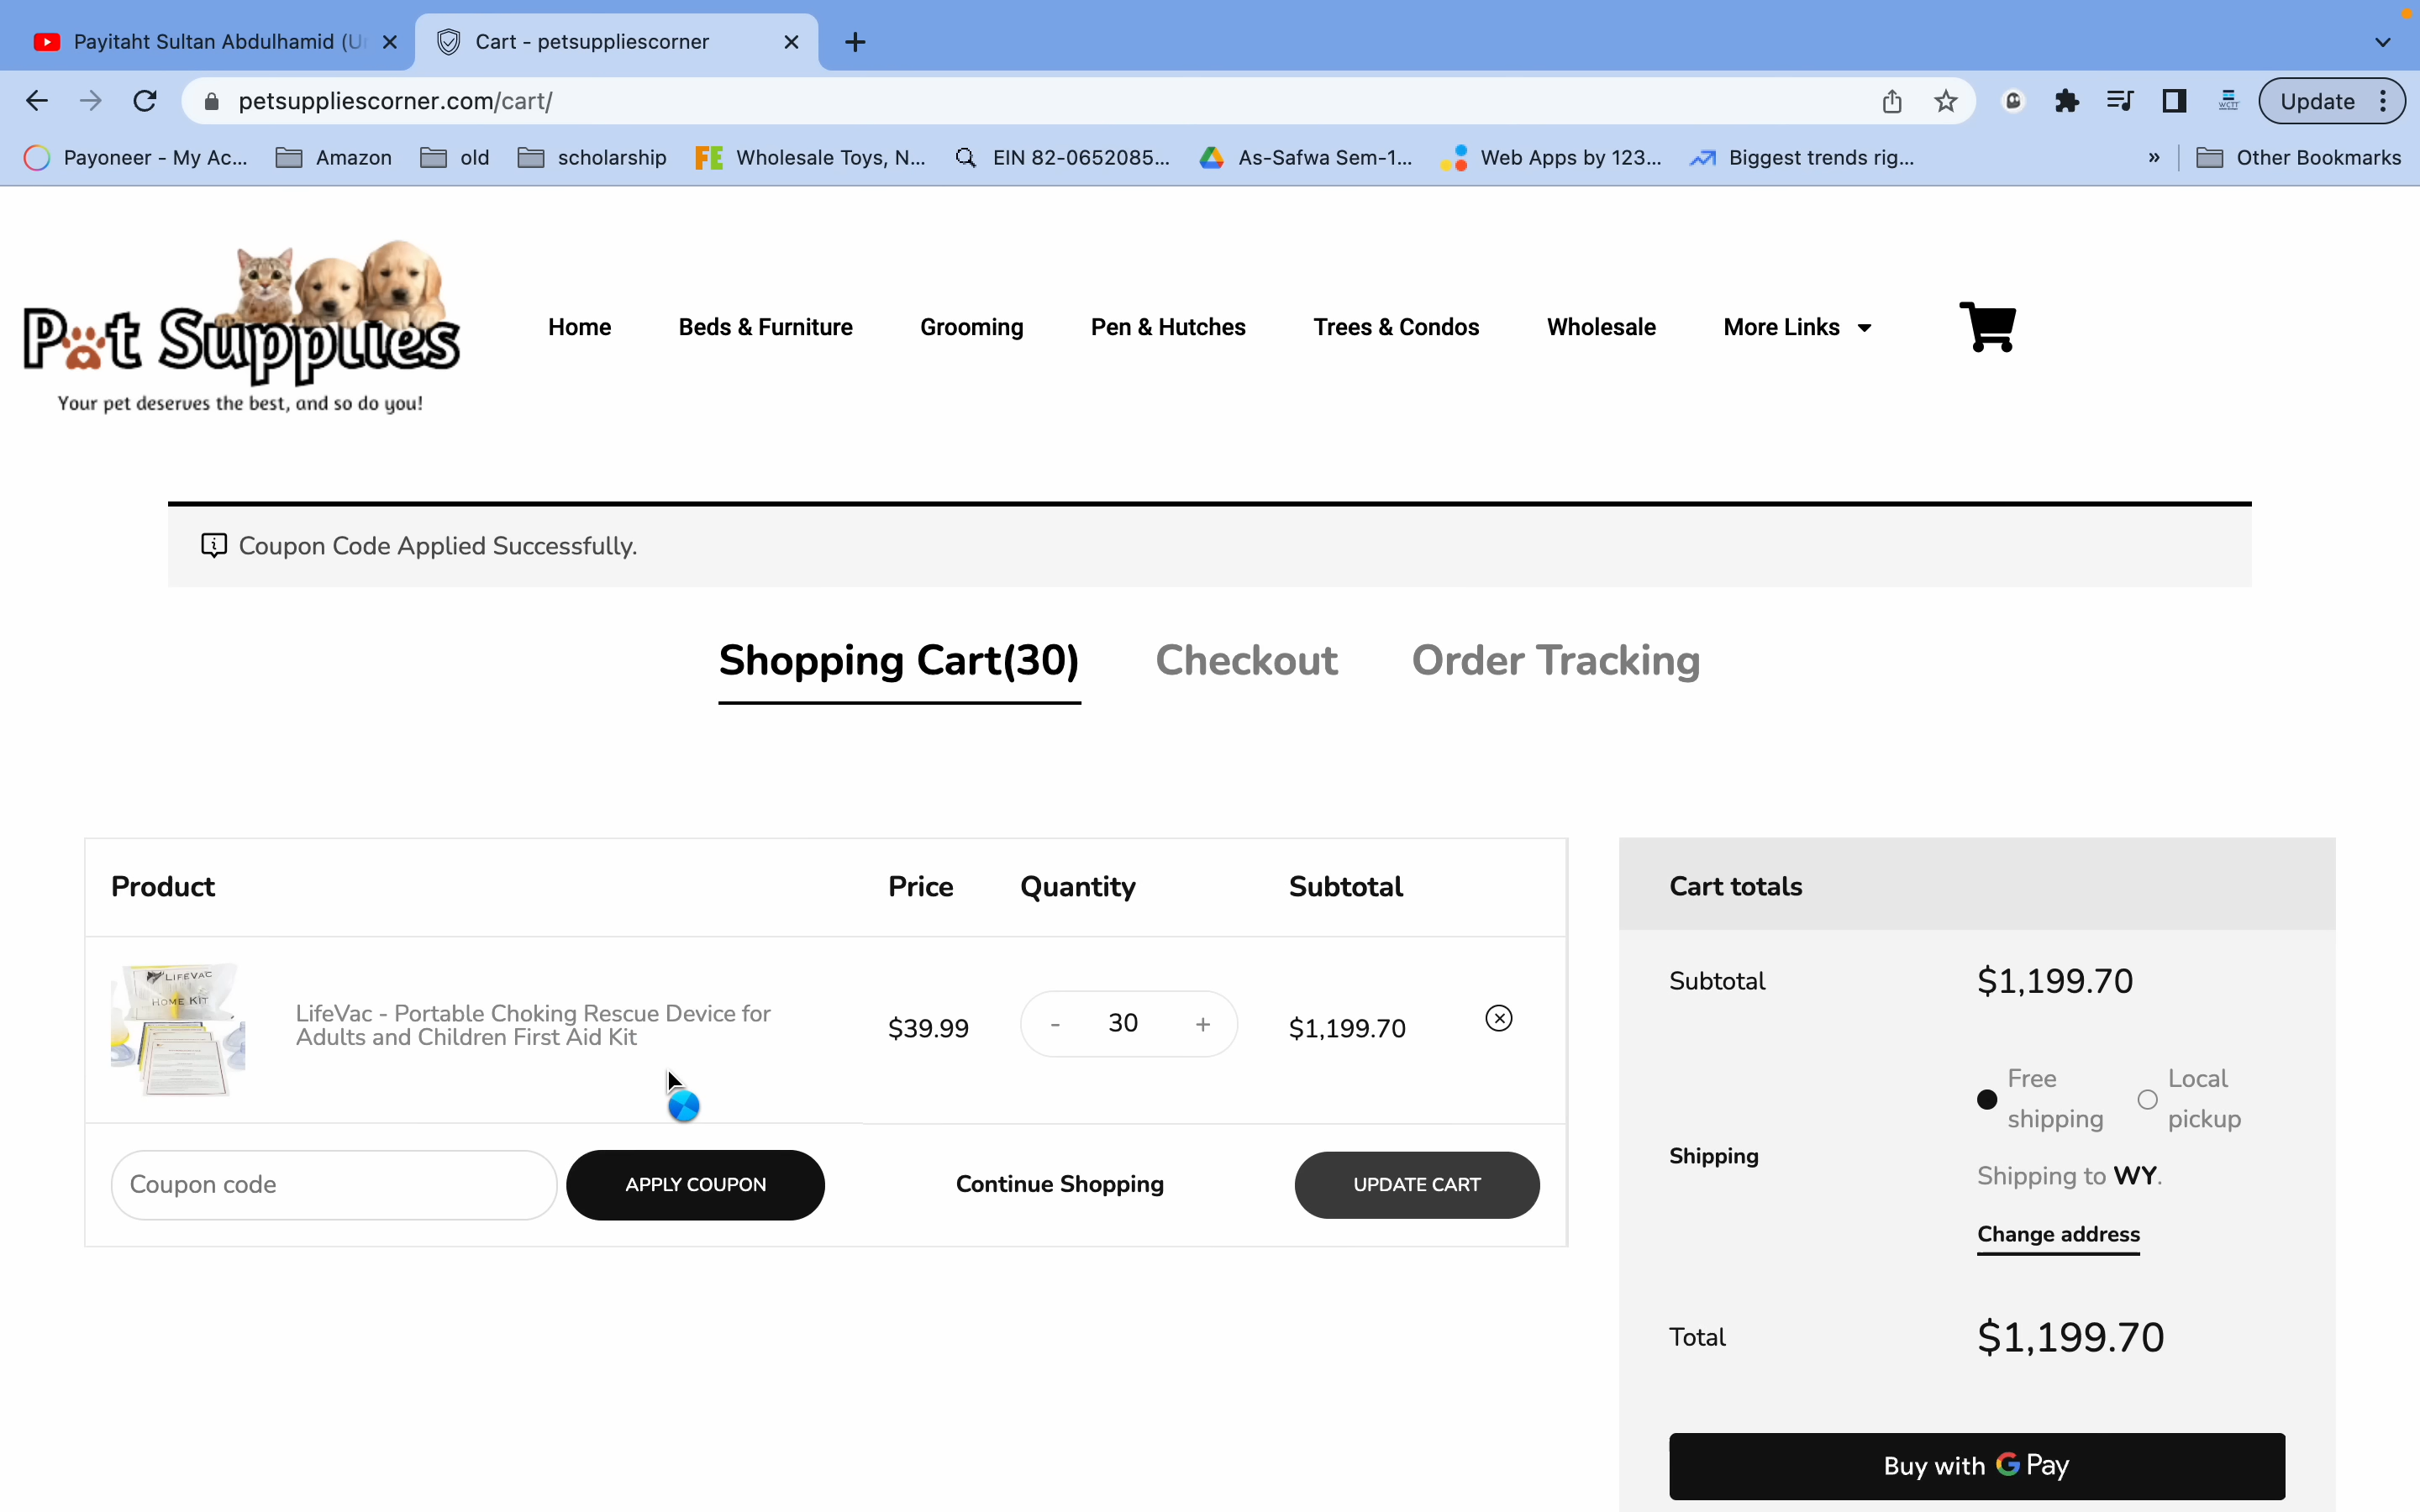 Payitaht Sultan Abdulhamid (U
Cart - petsuppliescorner
petsuppliescorner.com/cart/
WCTT
Update
Payoneer - My Ac...
Amazon
old
scholarship
FE Wholesale Toys, N...
EIN 82-0652085...
As-Safwa Sem-1...
Web Apps by 123...
Biggest trends rig...
»
Other Bookmarks
Pet Supplies
Your pet deserves the best, and so do you!
Home
Beds & Furniture
Grooming
Pen & Hutches
Trees & Condos
Wholesale
More Links
Coupon Code Applied Successfully.
Shopping Cart(30)
Checkout
Order Tracking
Product
Price
Quantity
Subtotal
LIFEVAC
HOME KIT
LifeVac - Portable Choking Rescue Device for
Adults and Children First Aid Kit
$39.99
- 30 +
$1,199.70
Coupon code
APPLY COUPON
Continue Shopping
UPDATE CART
Cart totals
Subtotal
$1,199.70
Shipping
Free
shipping
Local
pickup
Shipping to WY.
Change address
Total
$1,199.70
Buy with G Pay